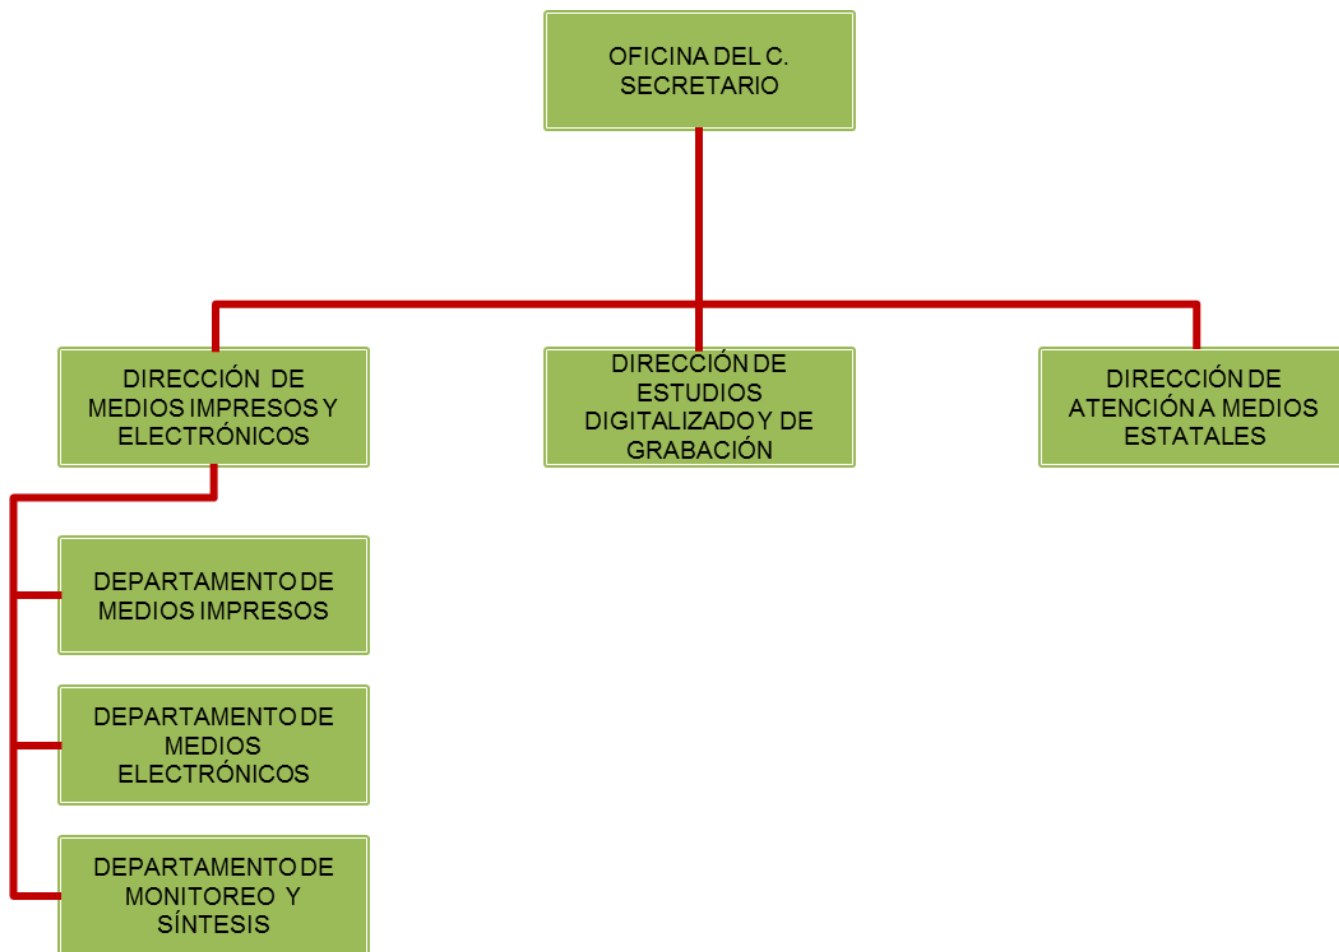 OFICINA DEL C.
SECRETARIO
DIRECCIÓN DE
MEDIOS IMPRESOS Y
ELECTRÓNICOS
DIRECCIÓN DE
ESTUDIOS
DIGITALIZADO Y DE
GRABACIÓN
DIRECCIÓN DE
ATENCIÓN A MEDIOS
ESTATALES
DEPARTAMENTO DE
MEDIOS IMPRESOS
DEPARTAMENTO DE
MEDIOS
ELECTRÓNICOS
DEPARTAMENTO DE
MONITOREO Y
SÍNTESIS